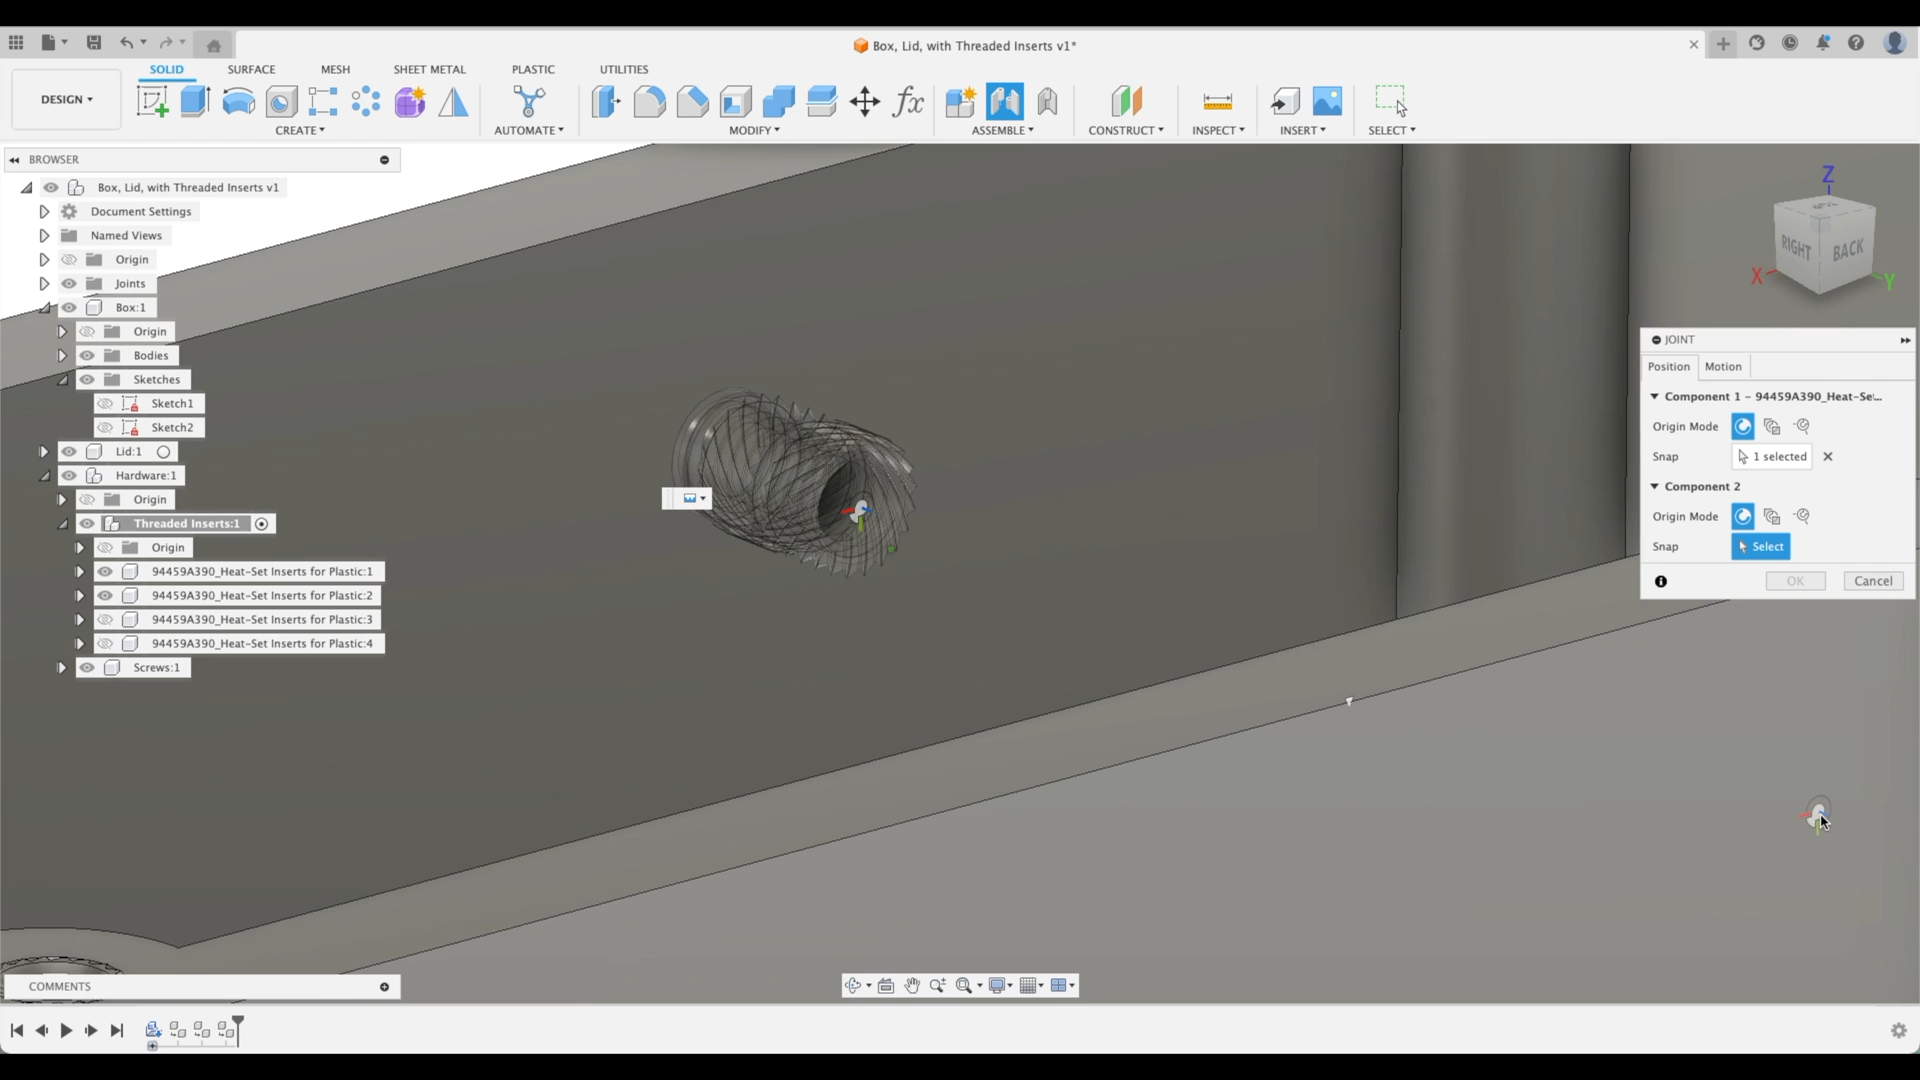 Box, Lid, with Threaded Inserts v1*
DESIGN
SOLID SURFACE MESH SHEET METAL PLASTIC UTILITIES
fx
CREATE AUTOMATE MODIFY ASSEMBLE CONSTRUCT INSPECT INSERT SELECT
BROWSER
Box, Lid, with Threaded Inserts v1
Document Settings
Named Views
Origin
Joints
Box:1
Origin
Bodies
Sketches
Sketch1
Sketch2
Lid:1
Hardware:1
Origin
Threaded Inserts:1
Origin
94459A390_Heat-Set Inserts for Plastic:1
94459A390_Heat-Set Inserts for Plastic:2
94459A390_Heat-Set Inserts for Plastic:3
94459A390_Heat-Set Inserts for Plastic:4
Screws:1
Z
RIGHT BACK
X Y
JOINT
Position Motion
Component 1 - 94459A390_Heat-Se...
Origin Mode
Snap 1 selected
Component 2
Origin Mode
Snap Select
OK Cancel
COMMENTS